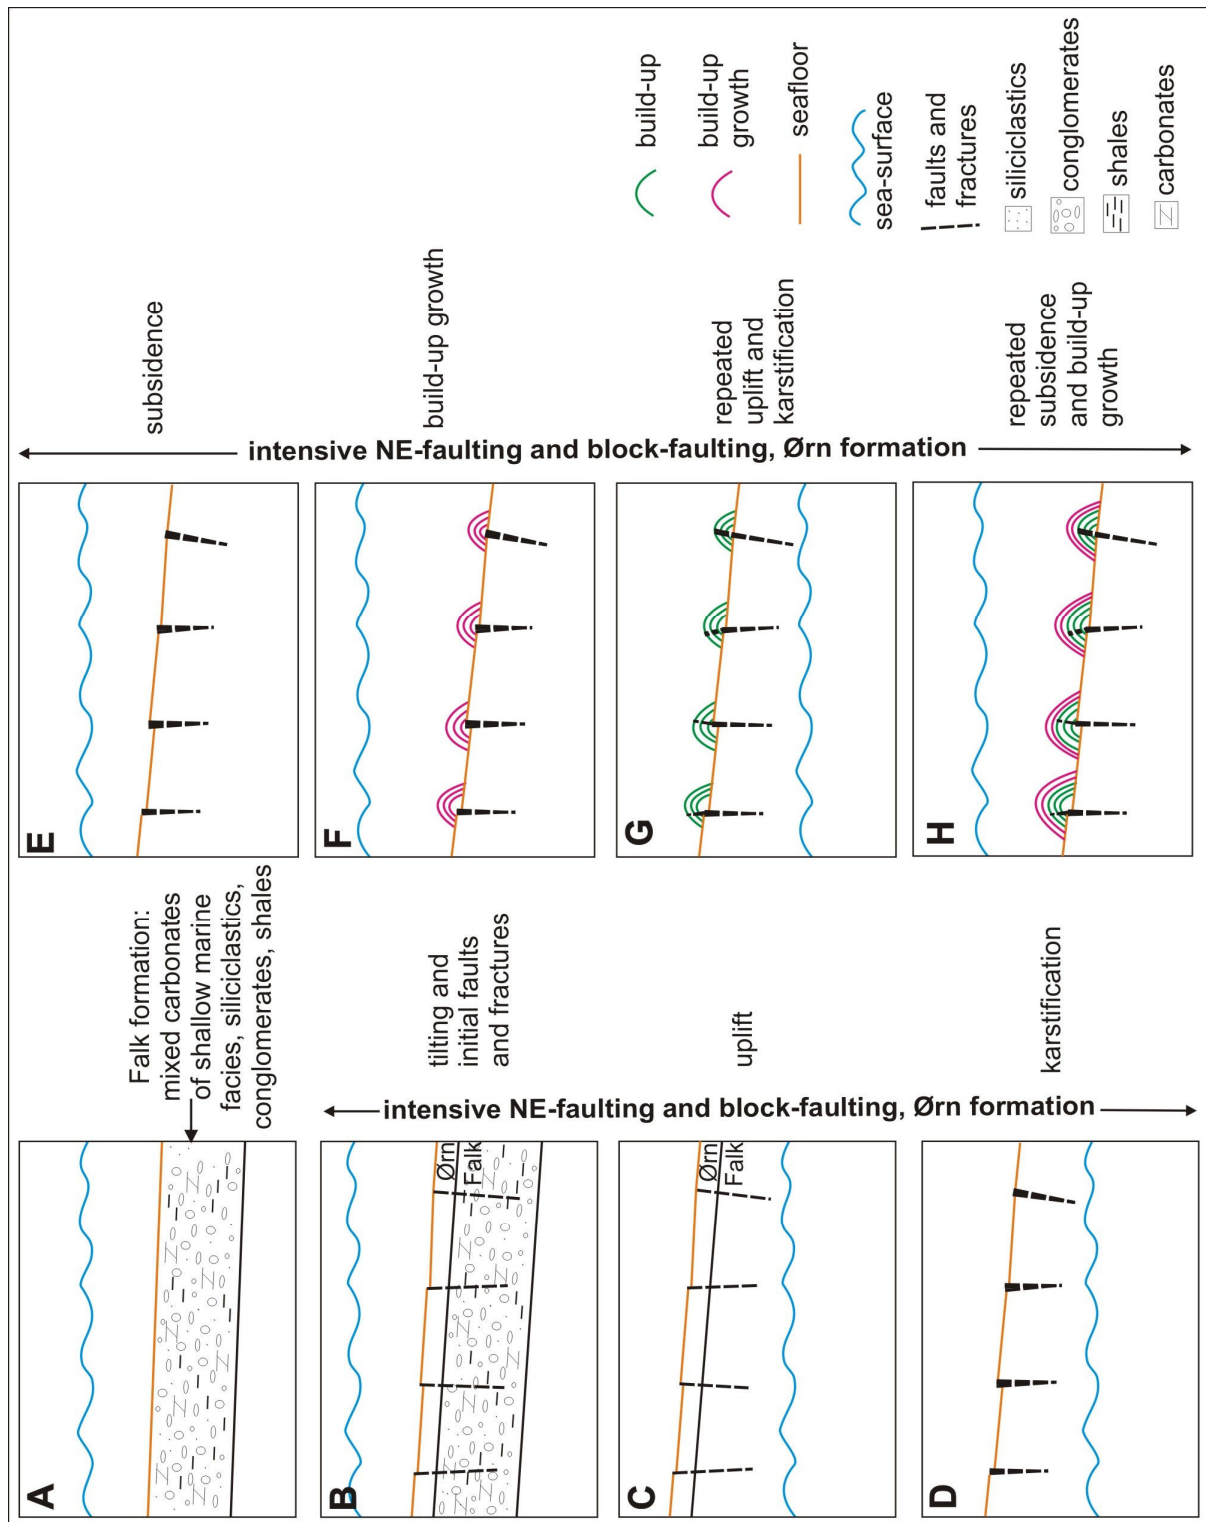 A
Falk formation:
mixed carbonates
of shallow marine
facies, siliciclastics,
conglomerates, shales
B
Ørn
Falk
tilting and
initial faults
and fractures
C
Ørn
Falk
uplift
D
karstification
intensive NE-faulting and block-faulting, Ørn formation
E
subsidence
F
build-up growth
G
repeated
uplift and
karstification
H
repeated
subsidence
and build-up
growth
intensive NE-faulting and block-faulting, Ørn formation
build-up
build-up
growth
seafloor
sea-surface
faults and
fractures
siliciclastics
conglomerates
shales
carbonates